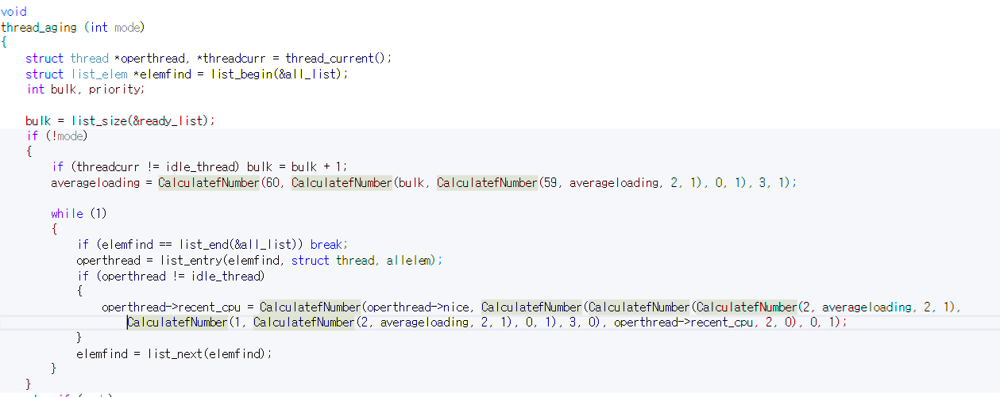 void
thread_aging (int mode)
{
struct thread *operthread, *threadcurr = thread_current();
struct list_elem *elemfind = list_begin(&all_list);
int bulk, priority;
bulk = list_size(&ready_list);
if (!mode)
{
if (threadcurr != idle_thread) bulk = bulk + 1;
averageloading = CalculatefNumber(60, CalculatefNumber(bulk, CalculatefNumber(59, averageloading, 2, 1), 0, 1), 3, 1);
while (1)
{
if (elemfind == list_end(&all_list)) break;
operthread = list_entry(elemfind, struct thread, allelem);
if (operthread != idle_thread)
{
operthread->recent_cpu = CalculatefNumber(operthread->nice, CalculatefNumber(CalculatefNumber(CalculatefNumber(2, averageloading, 2, 1),
CalculatefNumber(1, CalculatefNumber(2, averageloading, 2, 1), 0, 1), 3, 0), operthread->recent_cpu, 2, 0), 0, 1);
}
elemfind = list_next(elemfind);
}
}